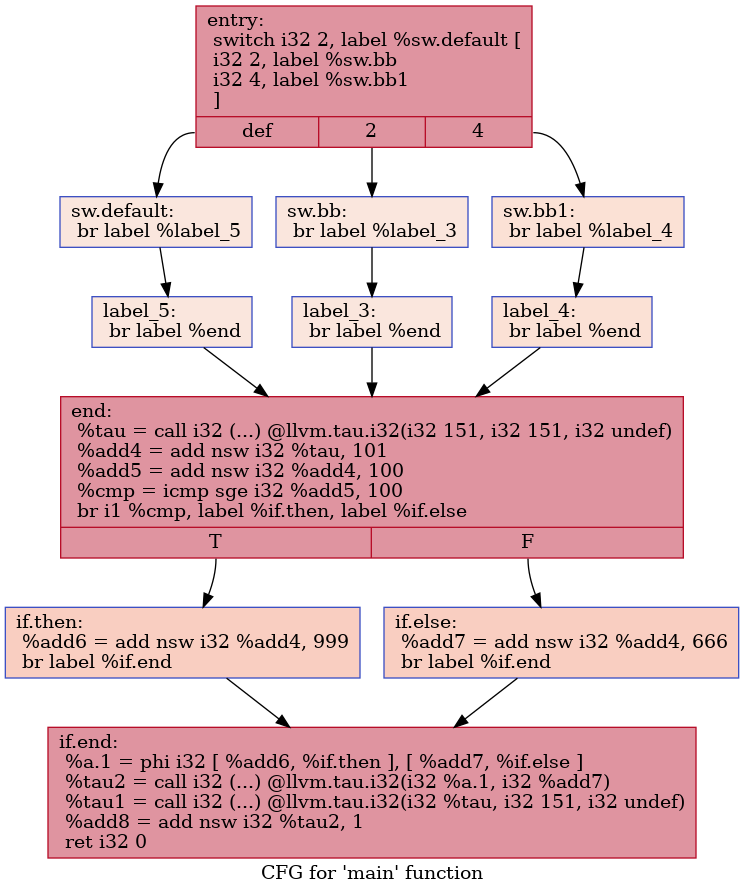 entry:
switch i32 2, label %sw.default [
i32 2, label %sw.bb
i32 4, label %sw.bb1
]
def 2 4
sw.default:
br label %label_5
sw.bb:
br label %label_3
sw.bb1:
br label %label_4
label_5:
br label %end
label_3:
br label %end
label_4:
br label %end
end:
%tau = call i32 (...) @llvm.tau.i32(i32 151, i32 151, i32 undef)
%add4 = add nsw i32 %tau, 101
%add5 = add nsw i32 %add4, 100
%cmp = icmp sge i32 %add5, 100
br i1 %cmp, label %if.then, label %if.else
T F
if.then:
%add6 = add nsw i32 %add4, 999
br label %if.end
if.else:
%add7 = add nsw i32 %add4, 666
br label %if.end
if.end:
%a.1 = phi i32 [ %add6, %if.then ], [ %add7, %if.else ]
%tau2 = call i32 (...) @llvm.tau.i32(i32 %a.1, i32 %add7)
%tau1 = call i32 (...) @llvm.tau.i32(i32 %tau, i32 151, i32 undef)
%add8 = add nsw i32 %tau2, 1
ret i32 0
CFG for 'main' function